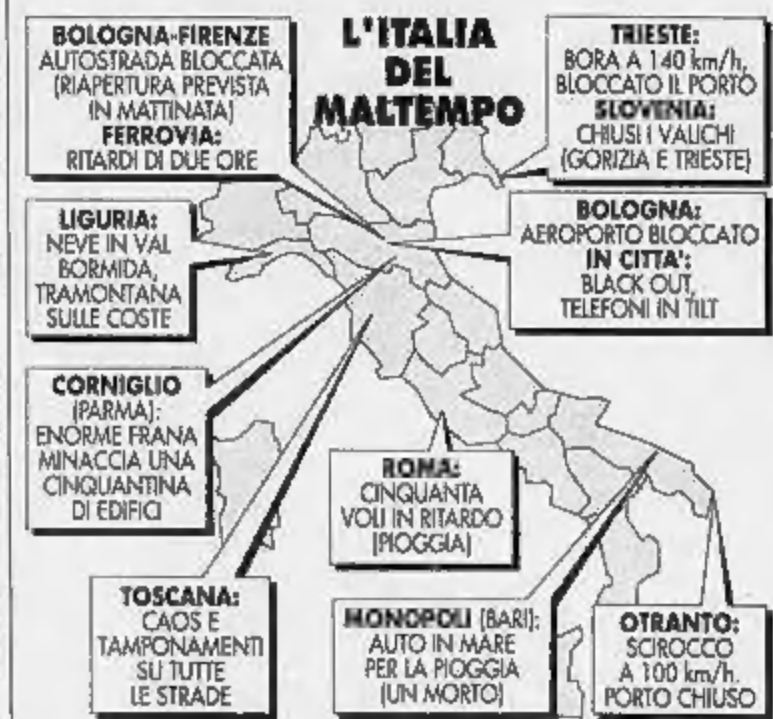 L'ITALIA
DEL
MALTEMPO
BOLOGNA-FIRENZE
AUTOSTRADA BLOCCATA
(RIAPERTURA PREVISTA
IN MATTINATA)
FERROVIA:
RITARDI DI DUE ORE
TRIESTE:
BORA A 140 km/h,
BLOCCATO IL PORTO
SLOVENIA:
CHIUSI I VALICHI
(GORIZIA E TRIESTE)
LIGURIA:
NEVE IN VAL
BORMIDA,
TRAMONTANA
SULLE COSTE
BOLOGNA:
AEROPORTO BLOCCATO
IN CITTA':
BLACK OUT,
TELEFONI IN TILT
CORNIGLIO
(PARMA):
ENORME FRANA
MINACCIA UNA
CINQUANTINA
DI EDIFICI
ROMA:
CINQUANTA
VOLI IN RITARDO
(PIOGGIA)
TOSCANA:
CAOS E
TAMPONAMENTI
SU TUTTE
LE STRADE
MONOPOLI (BARI):
AUTO IN MARE
PER LA PIOGGIA
(UN MORTO)
OTRANTO:
SCIROCCO
A 100 km/h.
PORTO CHIUSO